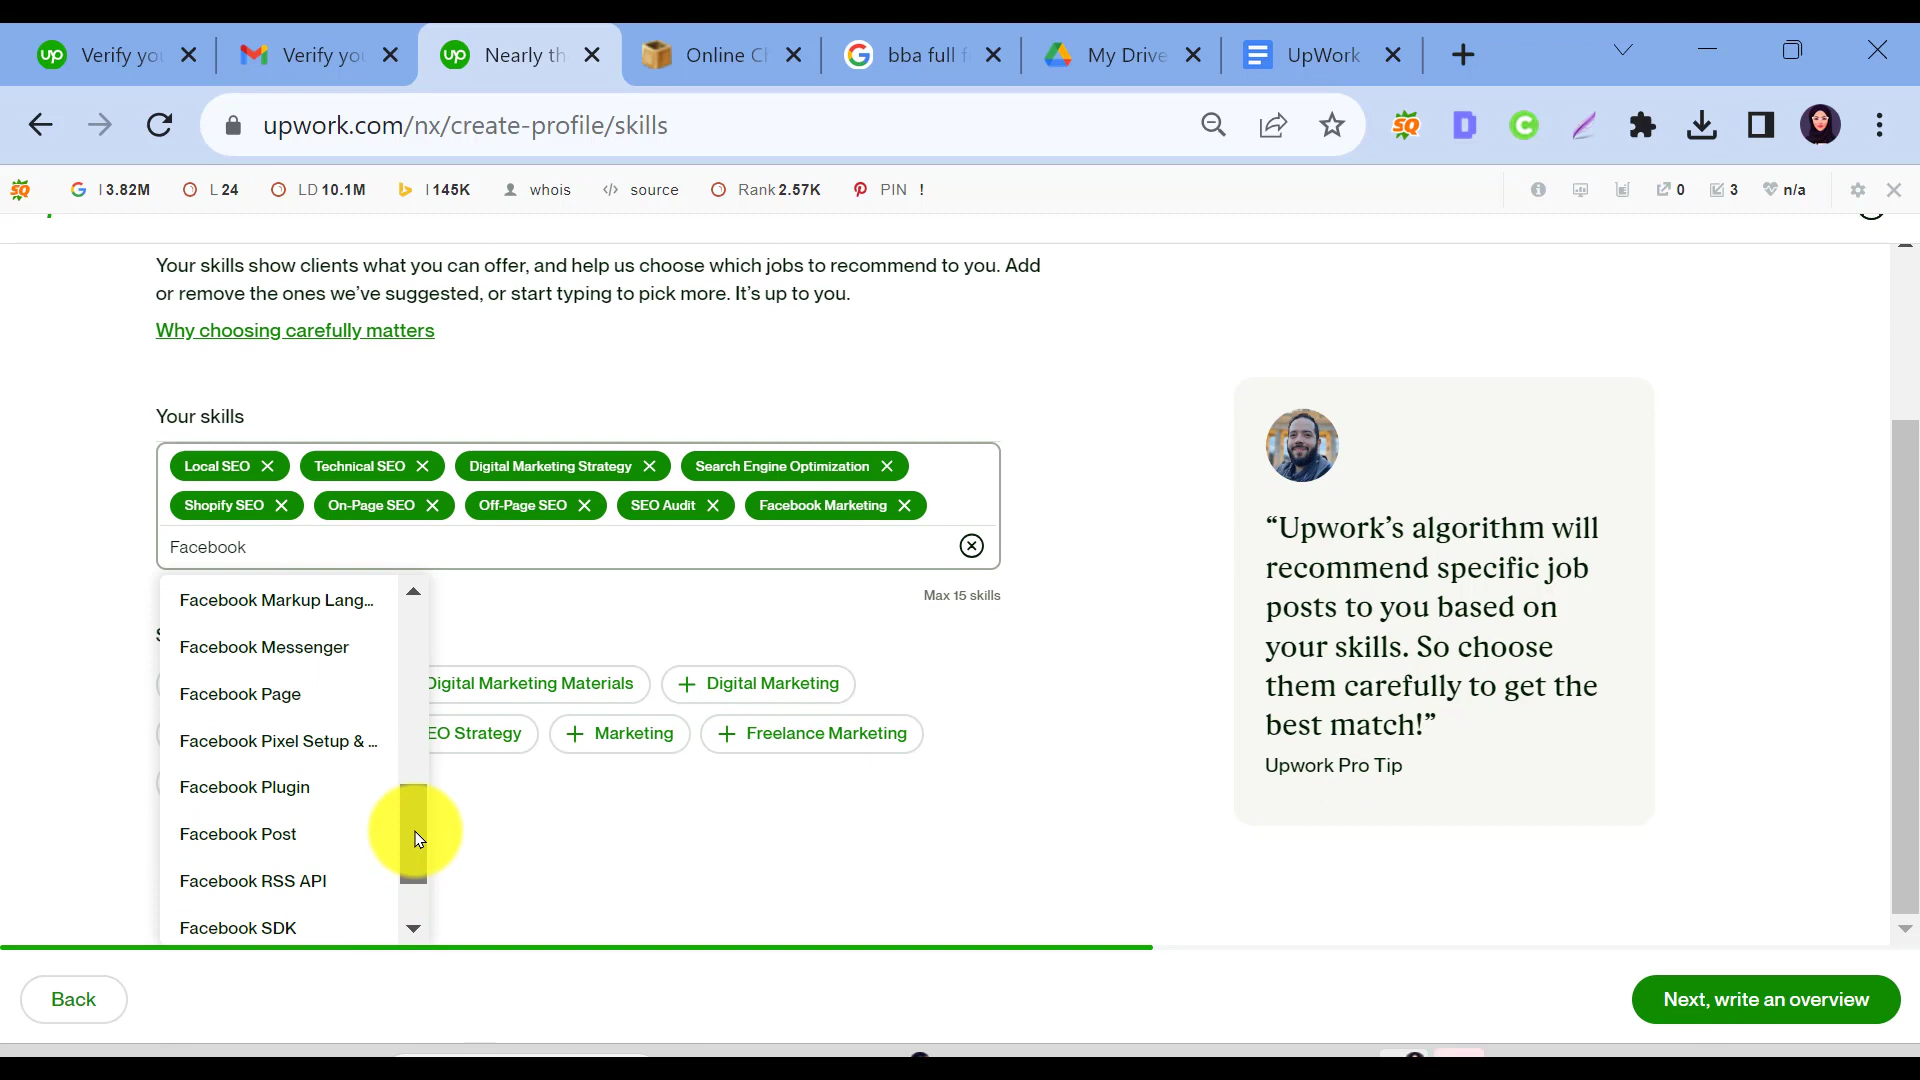 Verify you
Verify you
Nearly th
Online Cl
bba full f
My Drive
UpWork
upwork.com/nx/create-profile/skills
I 3.82M
L 24
LD 10.1M
I 145K
whois
source
Rank 2.57K
PIN !
0
3
n/a
Your skills show clients what you can offer, and help us choose which jobs to recommend to you. Add
or remove the ones we've suggested, or start typing to pick more. It's up to you.
Why choosing carefully matters
Your skills
Local SEO
Technical SEO
Digital Marketing Strategy
Search Engine Optimization
Shopify SEO
On-Page SEO
Off-Page SEO
SEO Audit
Facebook Marketing
Facebook
Max 15 skills
Facebook Markup Lang...
Facebook Messenger
Facebook Page
Facebook Pixel Setup & ...
Facebook Plugin
Facebook Post
Facebook RSS API
Facebook SDK
Digital Marketing Materials
+ Digital Marketing
EO Strategy
+ Marketing
+ Freelance Marketing
“Upwork’s algorithm will
recommend specific job
posts to you based on
your skills. So choose
them carefully to get the
best match!”
Upwork Pro Tip
Back
Next, write an overview